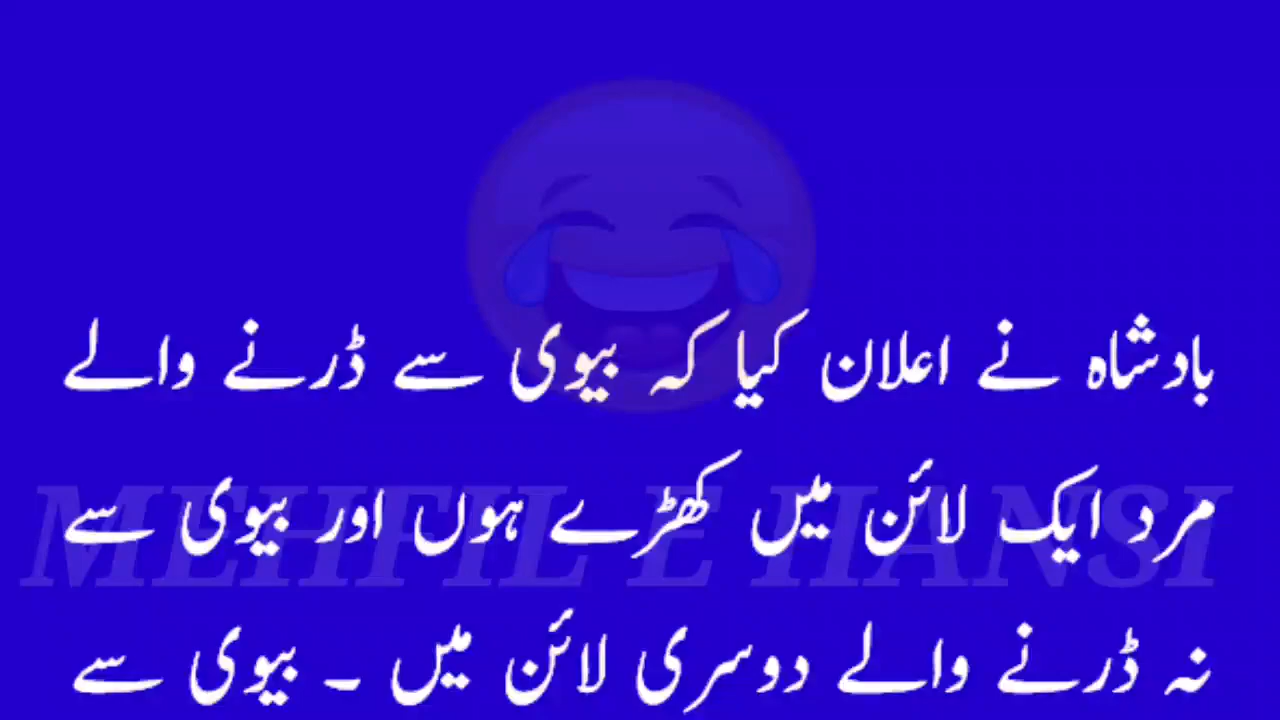 بادشاہ نے اعلان کیا کہ بیوی سے ڈرنے والے
مرد ایک لائن میں کھڑے ہوں اور بیوی سے
MEHFIL E HANSI
نہ ڈرنے والے دوسری لائن میں ۔ بیوی سے